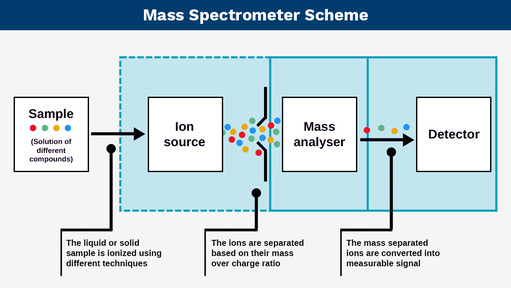 Mass Spectrometer Scheme
Sample
(Solution of
different
compounds)
Ion
source
Mass
analyser
Detector
The liquid or solid
sample is ionized using
different techniques
The ions are separated
based on their mass
over charge ratio
The mass separated
ions are converted into
measurable signal